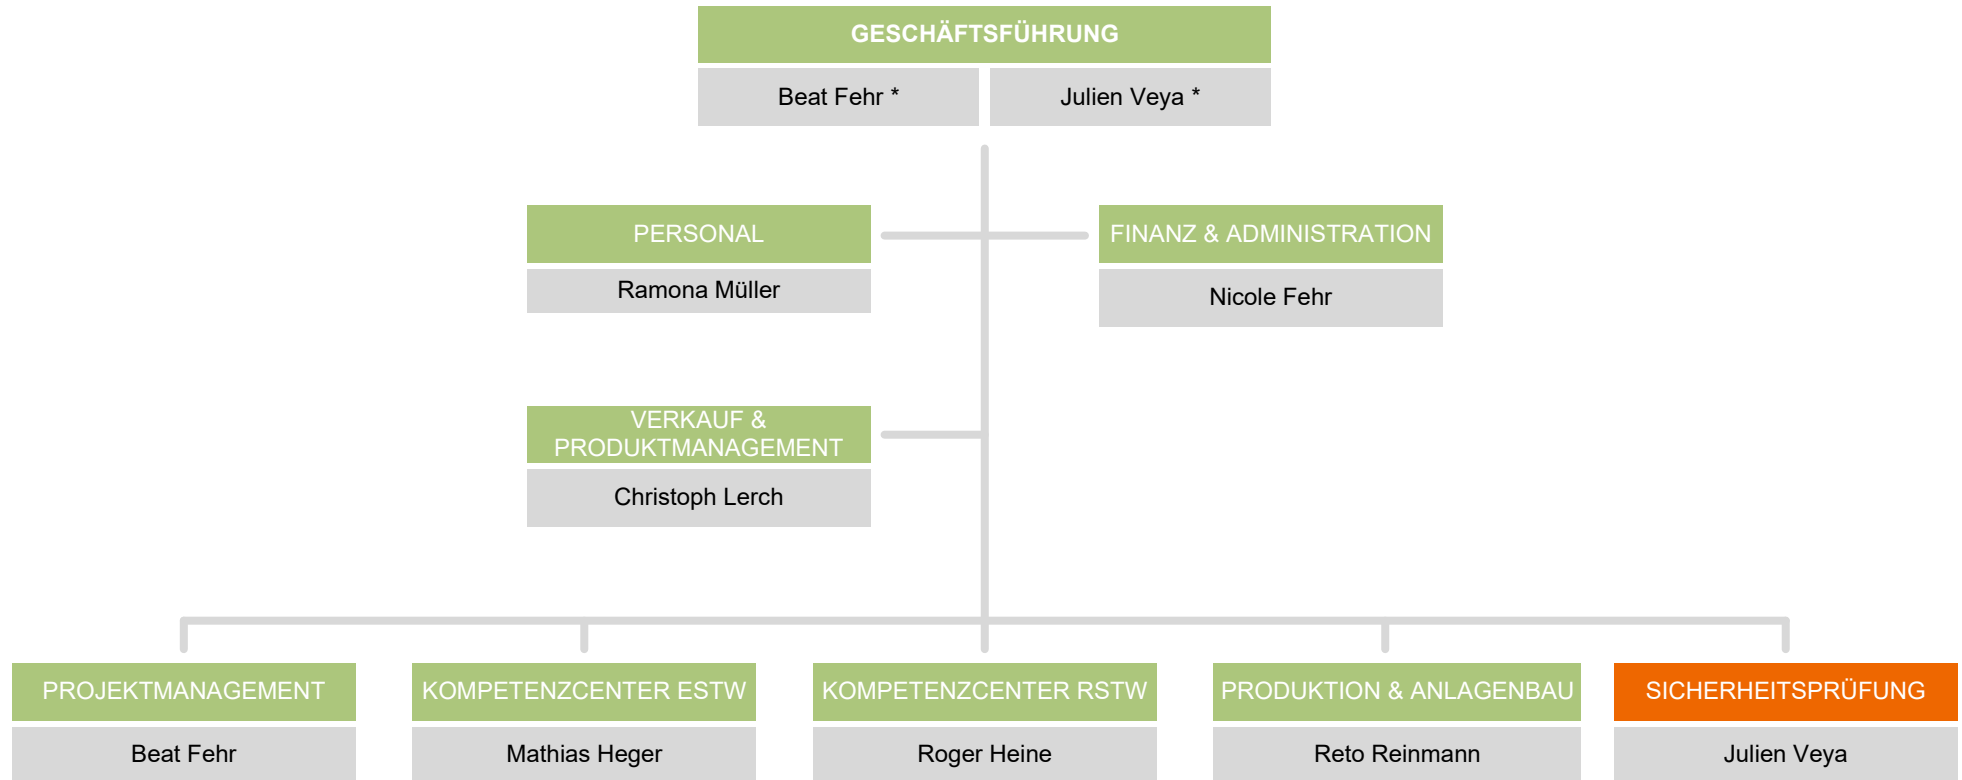 GESCHÄFTSFÜHRUNG
Beat Fehr *
Julien Veya *
PERSONAL
Ramona Müller
FINANZ & ADMINISTRATION
Nicole Fehr
VERKAUF &
PRODUKTMANAGEMENT
Christoph Lerch
PROJEKTMANAGEMENT
Beat Fehr
KOMPETENZCENTER ESTW
Mathias Heger
KOMPETENZCENTER RSTW
Roger Heine
PRODUKTION & ANLAGENBAU
Reto Reinmann
SICHERHEITSPRÜFUNG
Julien Veya